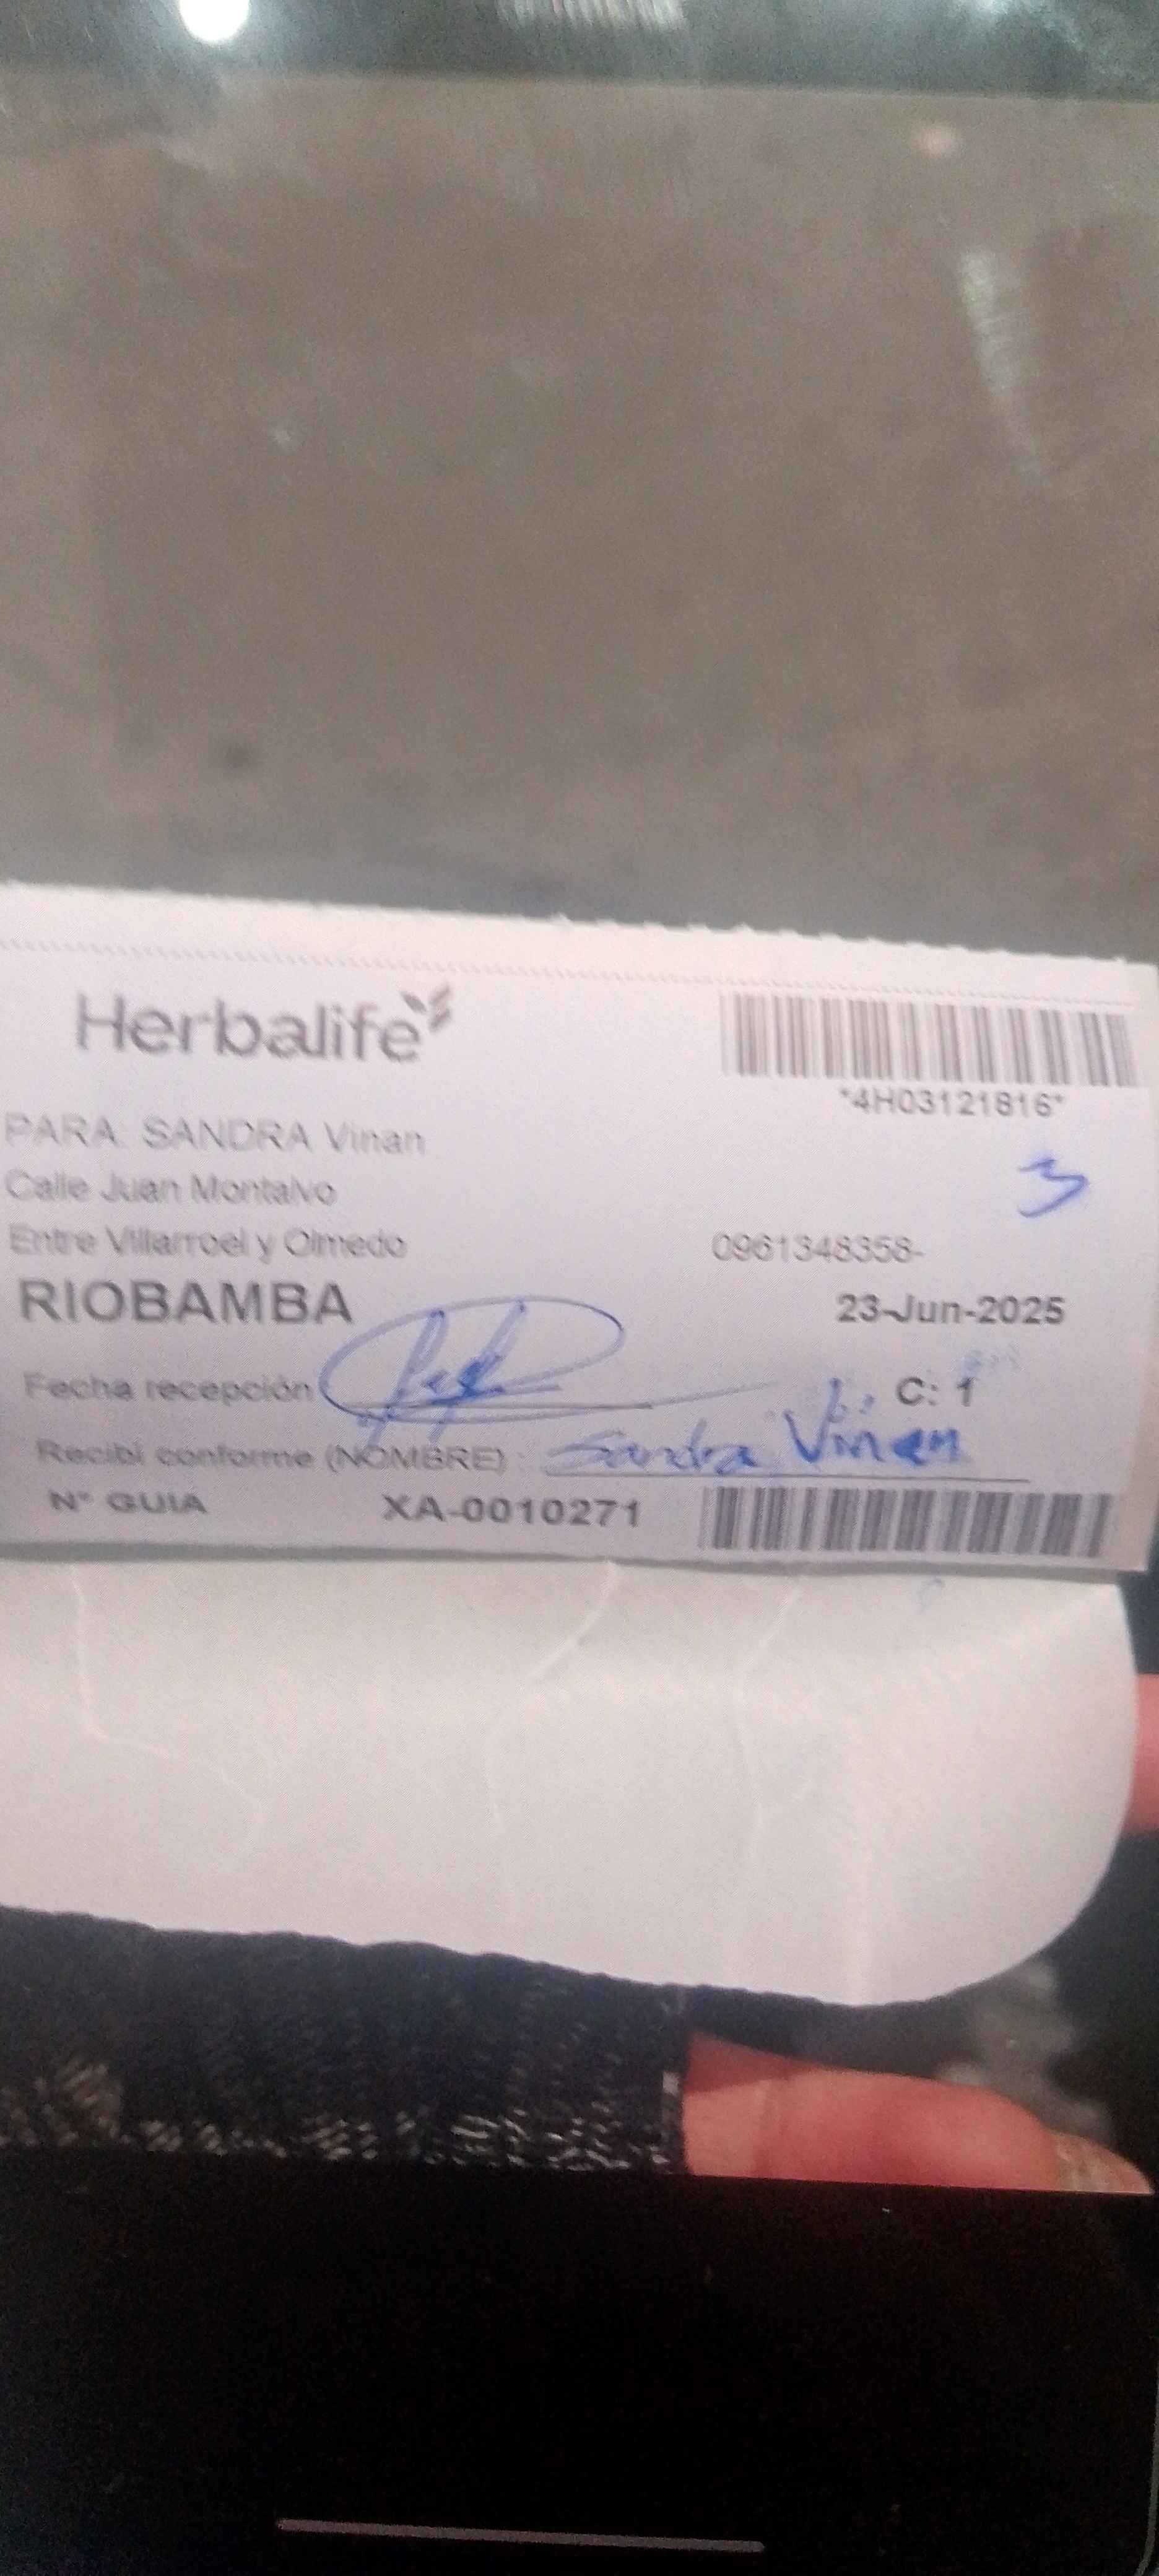 Herbalife
*4H03121816*
PARA: SANDRA Vinan
3
Calle Juan Montalvo
Entre Villarroel y Olmedo 0961348358-
RIOBAMBA 23-Jun-2025
Fecha recepción C: 1
Recibí conforme (NOMBRE) : Sandra Vinan
N° GUIA XA-0010271